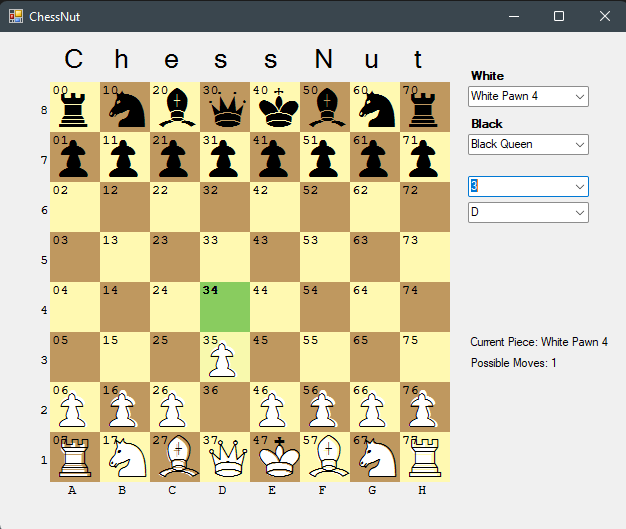 ChessNut
C h e s s N u t
White
White Pawn 4
Black
Black Queen
3
D
8 00 10 20 30 40 50 60 70
7 01 11 21 31 41 51 61 71
6 02 12 22 32 42 52 62 72
5 03 13 23 33 43 53 63 73
4 04 14 24 34 44 54 64 74
3 05 15 25 35 45 55 65 75
Current Piece: White Pawn 4
Possible Moves: 1
2 06 16 26 36 46 56 66 76
1 07 17 27 37 47 57 67 77
A B C D E F G H